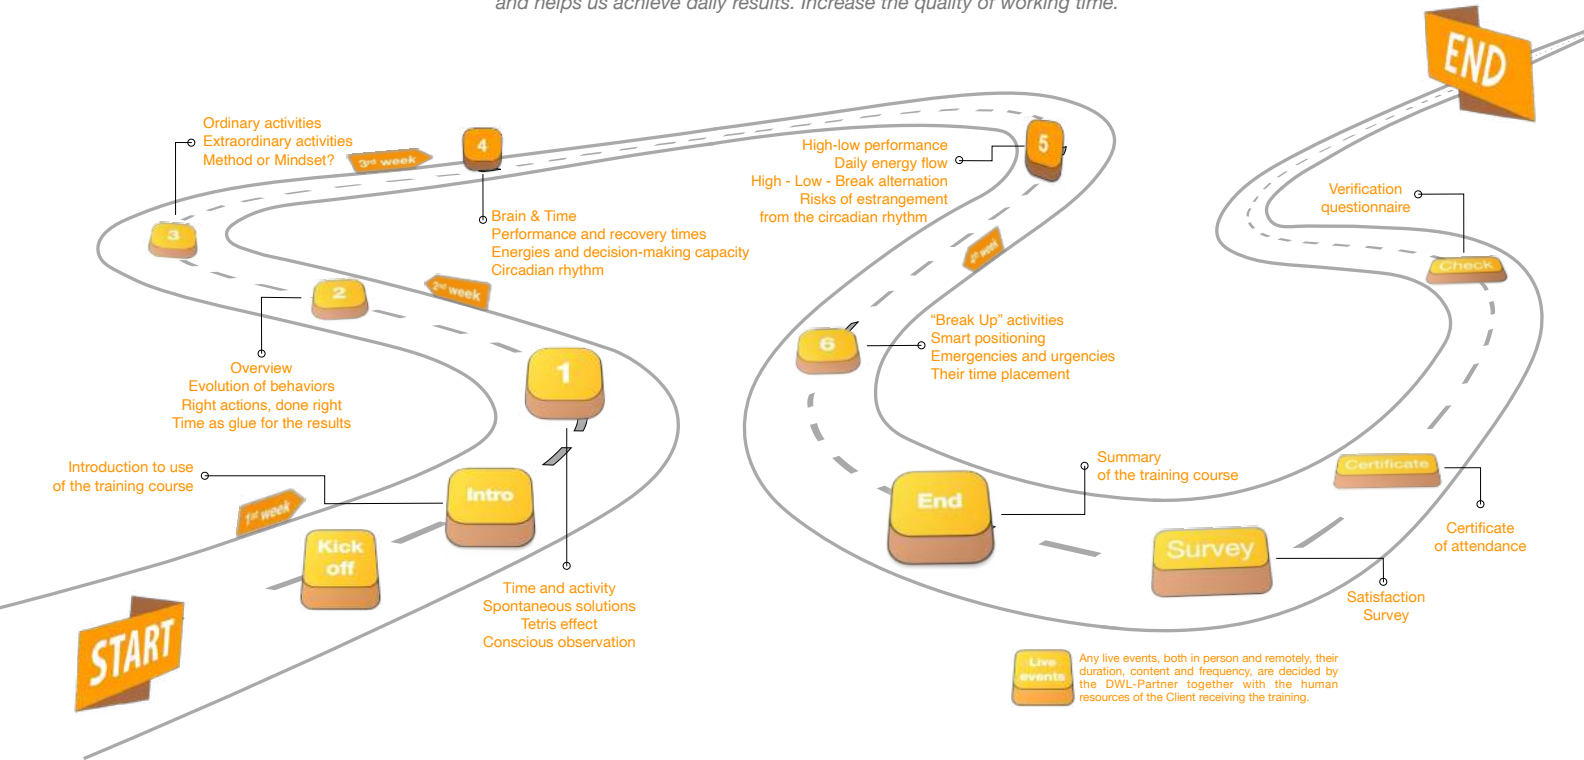 and helps us achieve daily results. Increase the quality of working time.
END
Ordinary activities
Extraordinary activities
Method or Mindset?
3rd week
4
5
High-low performance
Daily energy flow
High - Low - Break alternation
Risks of estrangement
from the circadian rhythm
Verification
questionnaire
3
Brain & Time
Performance and recovery times
Energies and decision-making capacity
Circadian rhythm
4th week
Check
2
2nd week
6
"Break Up" activities
Smart positioning
Emergencies and urgencies
Their time placement
Overview
Evolution of behaviors
Right actions, done right
Time as glue for the results
1
Introduction to use
of the training course
1st week
Intro
Kick
off
End
Summary
of the training course
Certificate
Certificate
of attendance
Survey
Satisfaction
Survey
START
Time and activity
Spontaneous solutions
Tetris effect
Conscious observation
Live
events
Any live events, both in person and remotely, their
duration, content and frequency, are decided by
the DWL-Partner together with the human
resources of the Client receiving the training.